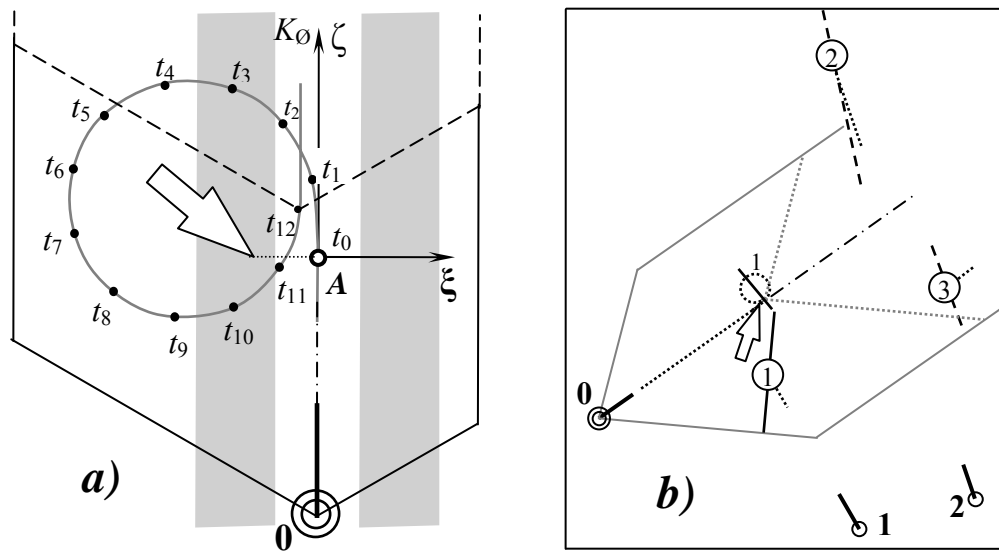 K_Ø ζ
t₄ t₃
t₅ t₂
t₆ t₁
t₁₂
t₇ t₀
A ξ
t₁₁
t₈ t₁₀
t₉
a)
0
2
1
3
1
0
b)
1 2